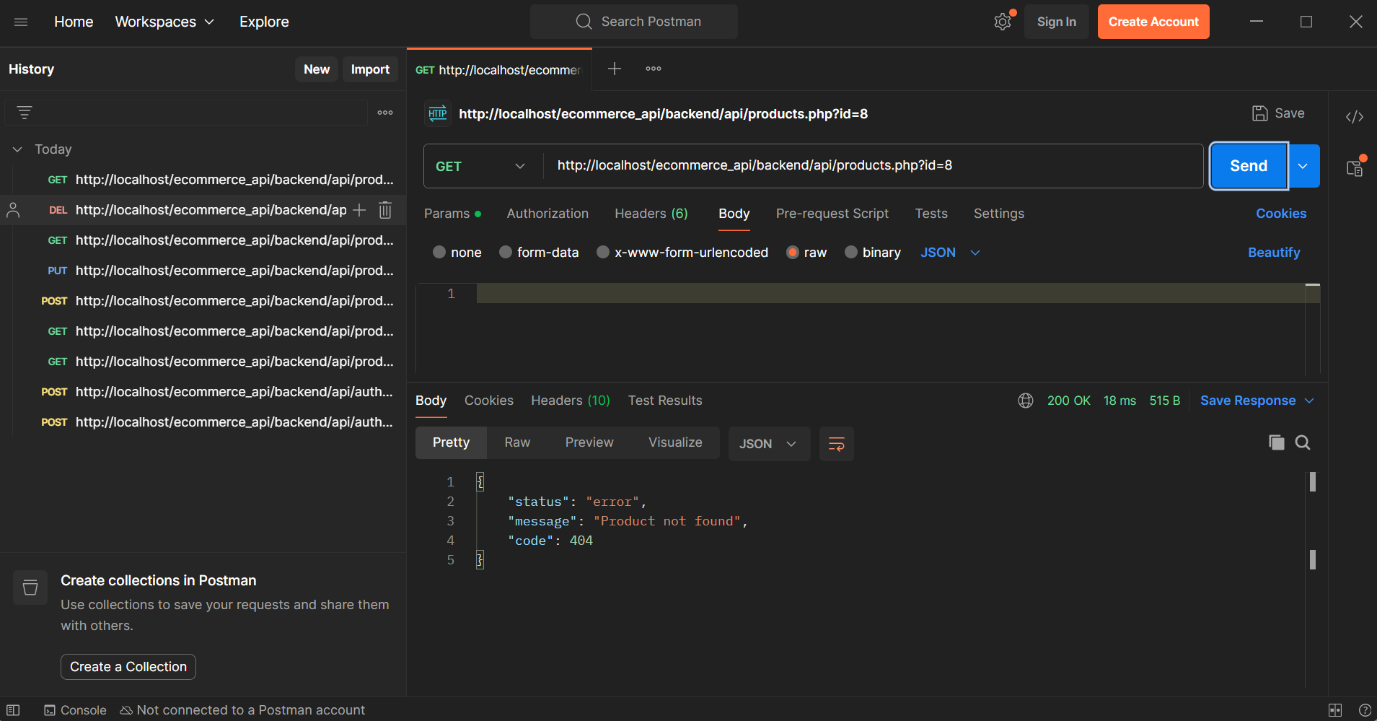 Home Workspaces Explore Search Postman Sign In Create Account
History New Import
GET http://localhost/ecomme
HTTP http://localhost/ecommerce_api/backend/api/products.php?id=8 Save
GET http://localhost/ecommerce_api/backend/api/products.php?id=8 Send
Today
GET http://localhost/ecommerce_api/backend/api/prod...
DEL http://localhost/ecommerce_api/backend/ap
GET http://localhost/ecommerce_api/backend/api/prod...
PUT http://localhost/ecommerce_api/backend/api/prod...
POST http://localhost/ecommerce_api/backend/api/prod...
GET http://localhost/ecommerce_api/backend/api/prod...
GET http://localhost/ecommerce_api/backend/api/prod...
POST http://localhost/ecommerce_api/backend/api/auth...
POST http://localhost/ecommerce_api/backend/api/auth...
Params Authorization Headers (6) Body Pre-request Script Tests Settings Cookies
none form-data x-www-form-urlencoded raw binary JSON Beautify
1
Body Cookies Headers (10) Test Results 200 OK 18 ms 515 B Save Response
Pretty Raw Preview Visualize JSON
1 {
2 "status": "error",
3 "message": "Product not found",
4 "code": 404
5 }
Create collections in Postman
Use collections to save your requests and share them
with others.
Create a Collection
Console Not connected to a Postman account